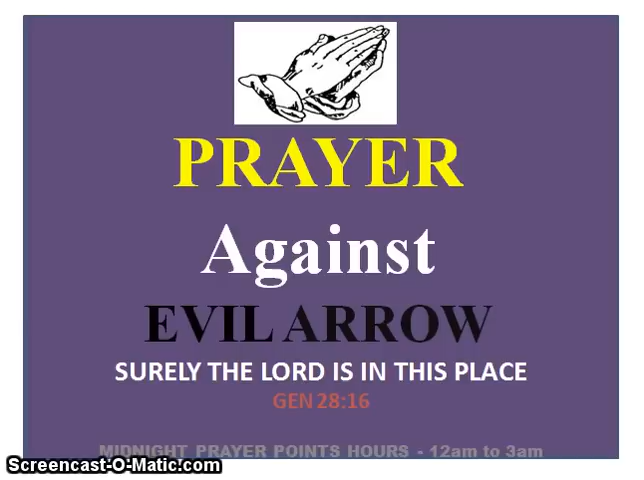 PRAYER
Against
EVIL ARROW
SURELY THE LORD IS IN THIS PLACE
GEN 28:16
MIDNIGHT PRAYER POINTS HOURS - 12am to 3am
Screencast-O-Matic.com